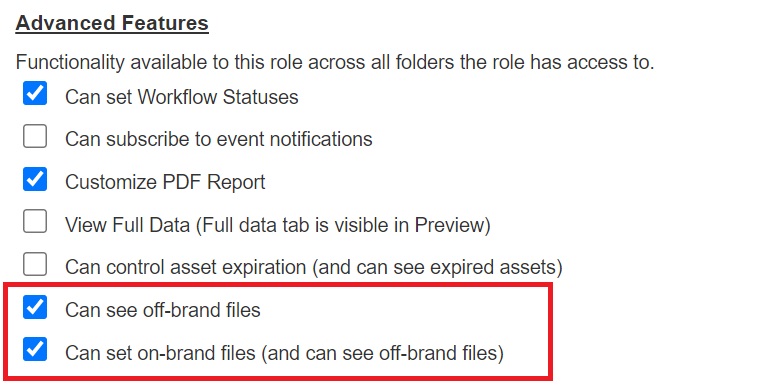 Advanced Features
Functionality available to this role across all folders the role has access to.
Can set Workflow Statuses
Can subscribe to event notifications
Customize PDF Report
View Full Data (Full data tab is visible in Preview)
Can control asset expiration (and can see expired assets)
Can see off-brand files
Can set on-brand files (and can see off-brand files)